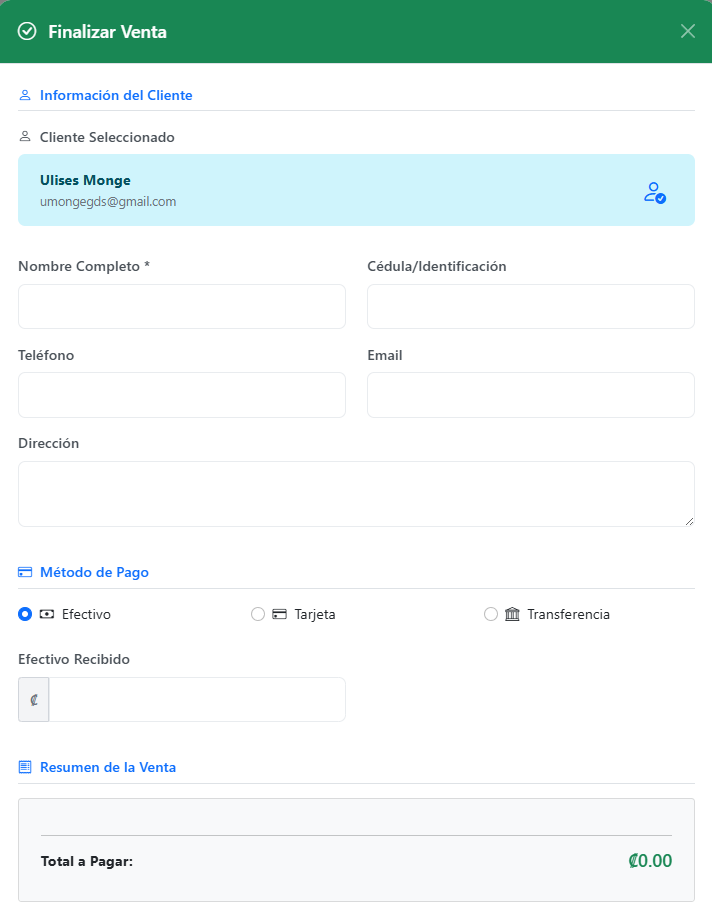 Finalizar Venta
Información del Cliente
Cliente Seleccionado
Ulises Monge
umongegds@gmail.com
Nombre Completo * Cédula/Identificación
Teléfono Email
Dirección
Método de Pago
Efectivo Tarjeta Transferencia
Efectivo Recibido
₡
Resumen de la Venta
Total a Pagar: ₡0.00